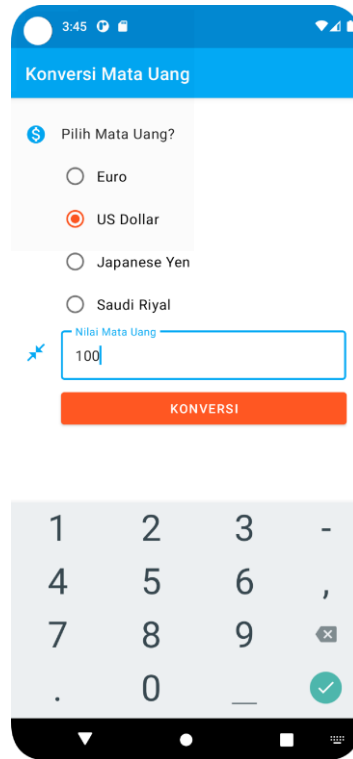 3:45
Konversi Mata Uang
Pilih Mata Uang?
Euro
US Dollar
Japanese Yen
Saudi Riyal
Nilai Mata Uang
100
KONVERSI
1 2 3 -
4 5 6 ,
7 8 9
. 0 _